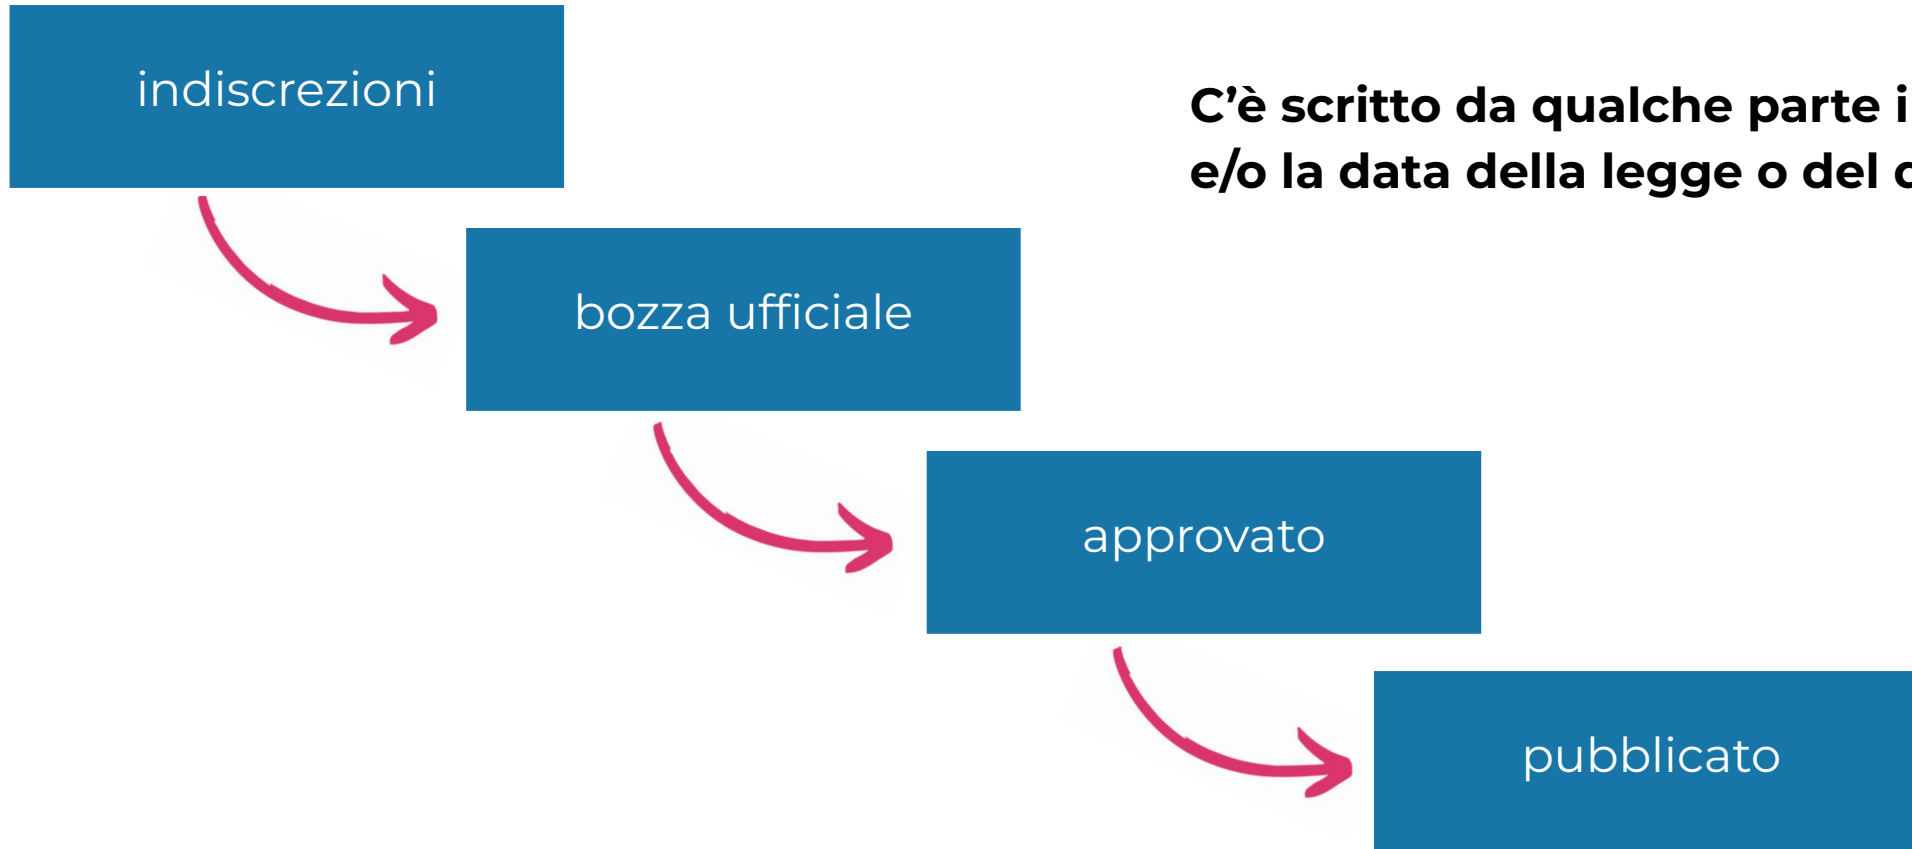 indiscrezioni
C’è scritto da qualche parte i
e/o la data della legge o del
bozza ufficiale
approvato
pubblicato